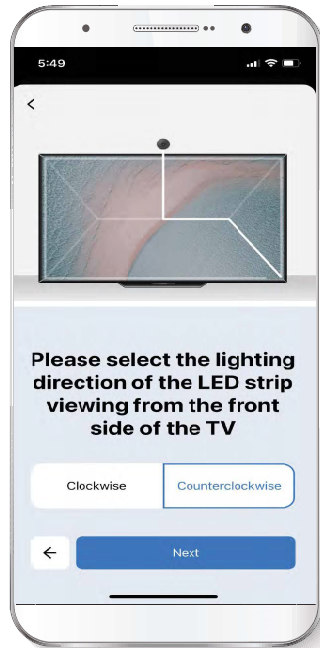 5:49
Please select the lighting
direction of the LED strip
viewing from the front
side of the TV
Clockwise
Counterclockwise
Next